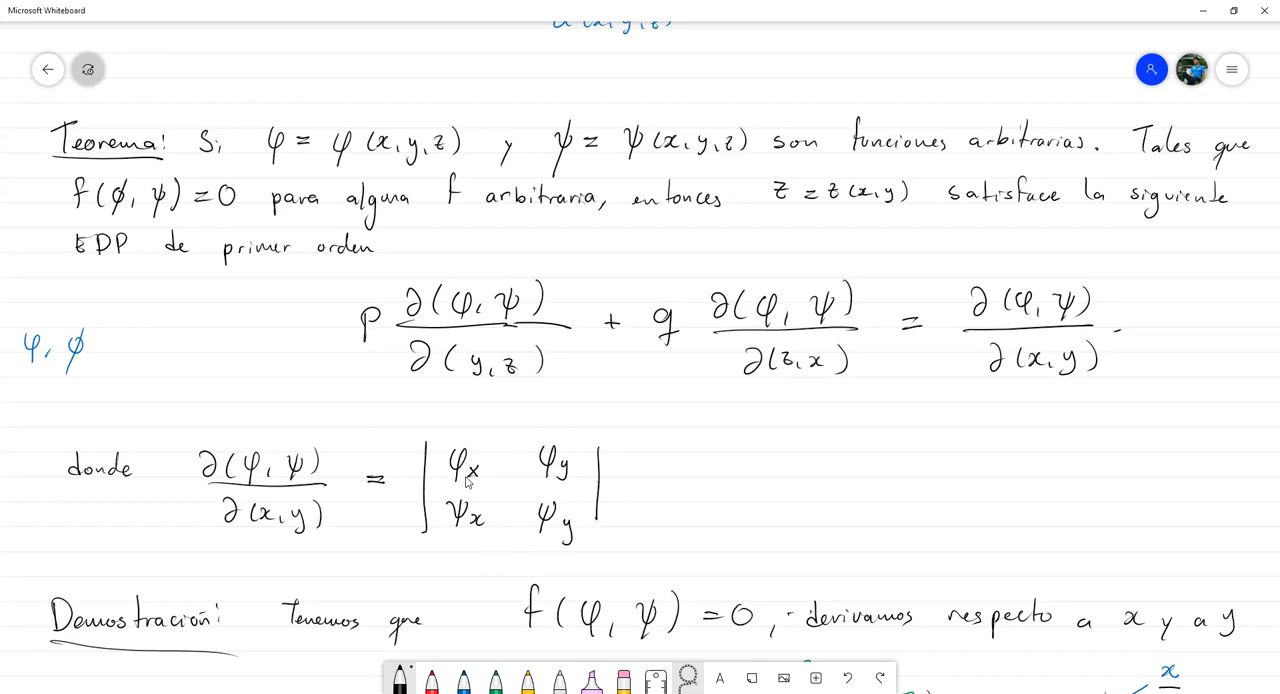 Microsoft Whiteboard
Teorema: Si φ = φ(x,y,z) y ψ = ψ(x,y,z) son funciones arbitrarias. Tales que
f(ϕ, ψ) = 0 para alguna f arbitraria, entonces z = z(x,y) satisface la siguiente
EDP de primer orden
p ∂(φ, ψ)/∂(y,z) + q ∂(φ, ψ)/∂(z,x) = ∂(φ, ψ)/∂(x,y).
φ, ϕ
donde ∂(φ, ψ)/∂(x,y) = | φx φy |
| ψx ψy |
Demostración: Tenemos que f(φ, ψ) = 0, derivamos respecto a x y a y
x
A